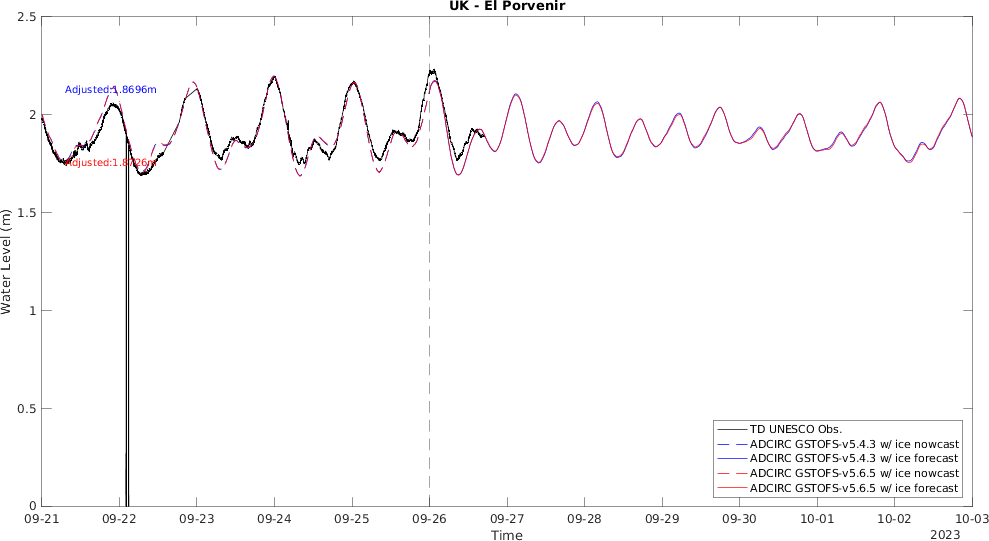 UK - El Porvenir
2.5
2
1.5
1
0.5
0
Water Level (m)
Adjusted:1.8696m
Adjusted:1.8726m
TD UNESCO Obs.
ADCIRC GSTOFS-v5.4.3 w/ ice nowcast
ADCIRC GSTOFS-v5.4.3 w/ ice forecast
ADCIRC GSTOFS-v5.6.5 w/ ice nowcast
ADCIRC GSTOFS-v5.6.5 w/ ice forecast
09-21 09-22 09-23 09-24 09-25 09-26 09-27 09-28 09-29 09-30 10-01 10-02 10-03
Time
2023